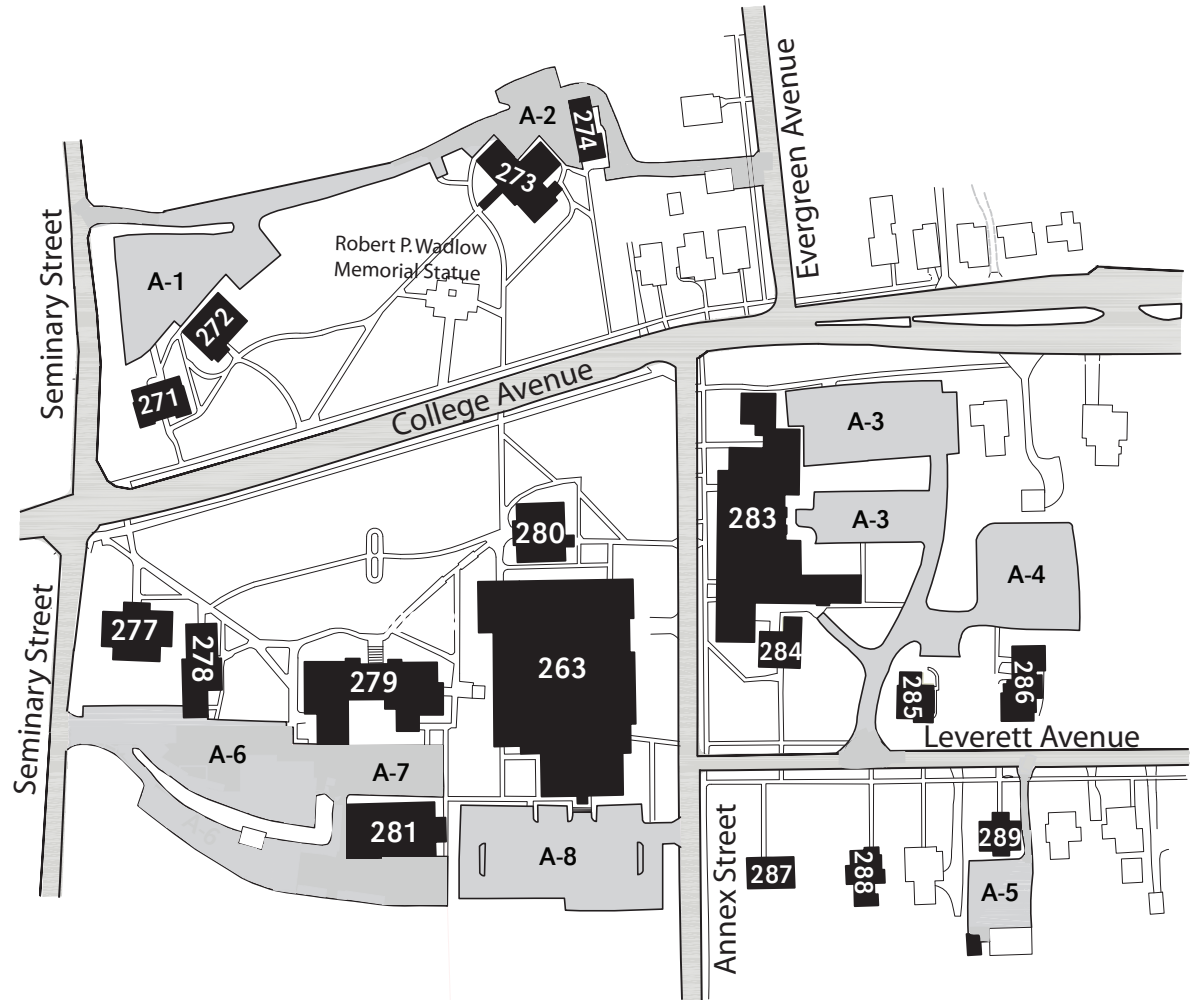 A-2
274
273
Evergreen Avenue
Seminary Street
Robert P. Wadlow
Memorial Statue
A-1
272
271
College Avenue
A-3
283
A-3
280
A-4
277
278
279
263
284
285
286
Seminary Street
Leverett Avenue
A-6
A-7
A-6
281
A-8
Annex Street
287
288
289
A-5